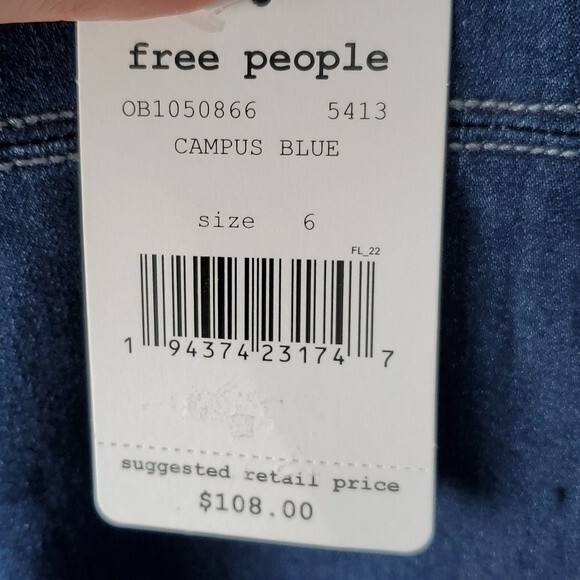 free people
OB1050866 5413
CAMPUS BLUE
size 6
FL_22
1 94374 23174 7
suggested retail price
$108.00